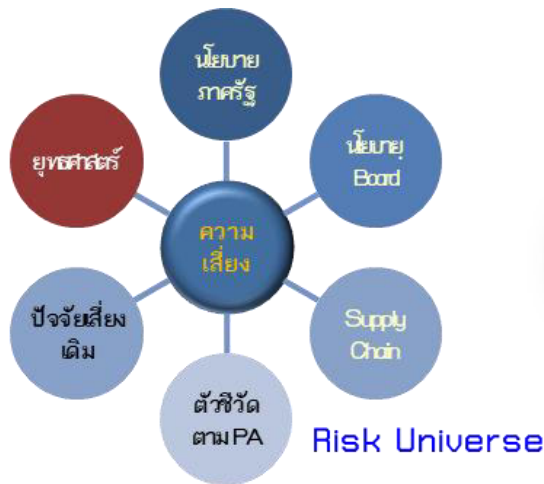 นโยบาย
ภาครัฐ
นโยบาย
Board
ยุทธศาสตร์
ความ
เสี่ยง
ปัจจัยเสี่ยง
เดิม
Supply
Chain
ตัวชี้วัด
ตาม PA
Risk Universe